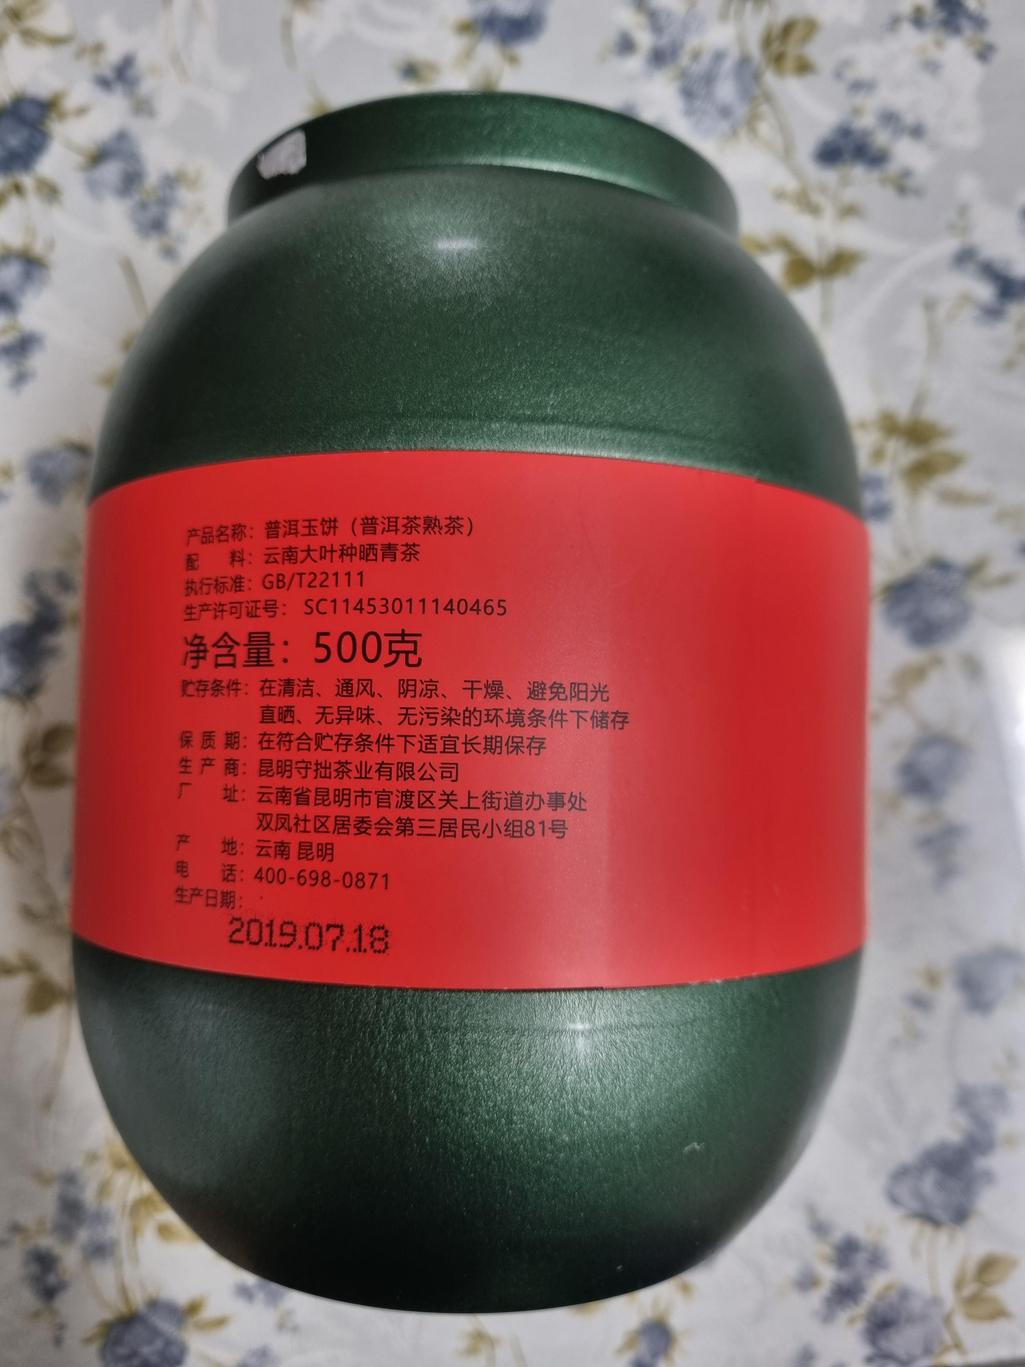 产品名称：普洱玉饼（普洱茶熟茶）
配 料：云南大叶种晒青茶
执行标准：GB/T22111
生产许可证号：SC11453011140465
净含量：500克
贮存条件：在清洁、通风、阴凉、干燥、避免阳光
直晒、无异味、无污染的环境条件下储存
保 质 期：在符合贮存条件下适宜长期保存
生 产 商：昆明守拙茶业有限公司
厂 址：云南省昆明市官渡区关上街道办事处
双凤社区居委会第三居民小组81号
产 地：云南 昆明
电 话：400-698-0871
生产日期：
2019.07.18